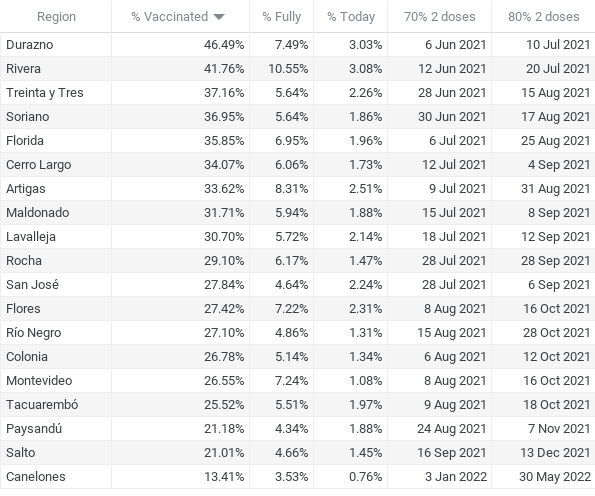 Region % Vaccinated % Fully % Today 70% 2 doses 80% 2 doses
Durazno 46.49% 7.49% 3.03% 6 Jun 2021 10 Jul 2021
Rivera 41.76% 10.55% 3.08% 12 Jun 2021 20 Jul 2021
Treinta y Tres 37.16% 5.64% 2.26% 28 Jun 2021 15 Aug 2021
Soriano 36.95% 5.64% 1.86% 30 Jun 2021 17 Aug 2021
Florida 35.85% 6.95% 1.96% 6 Jul 2021 25 Aug 2021
Cerro Largo 34.07% 6.06% 1.73% 12 Jul 2021 4 Sep 2021
Artigas 33.62% 8.31% 2.51% 9 Jul 2021 31 Aug 2021
Maldonado 31.71% 5.94% 1.88% 15 Jul 2021 8 Sep 2021
Lavalleja 30.70% 5.72% 2.14% 18 Jul 2021 12 Sep 2021
Rocha 29.10% 6.17% 1.47% 28 Jul 2021 28 Sep 2021
San José 27.84% 4.64% 2.24% 28 Jul 2021 6 Sep 2021
Flores 27.42% 7.22% 2.31% 8 Aug 2021 16 Oct 2021
Río Negro 27.10% 4.86% 1.31% 15 Aug 2021 28 Oct 2021
Colonia 26.78% 5.14% 1.34% 6 Aug 2021 12 Oct 2021
Montevideo 26.55% 7.24% 1.08% 8 Aug 2021 16 Oct 2021
Tacuarembó 25.52% 5.51% 1.97% 9 Aug 2021 18 Oct 2021
Paysandú 21.18% 4.34% 1.88% 24 Aug 2021 7 Nov 2021
Salto 21.01% 4.66% 1.45% 16 Sep 2021 13 Dec 2021
Canelones 13.41% 3.53% 0.76% 3 Jan 2022 30 May 2022